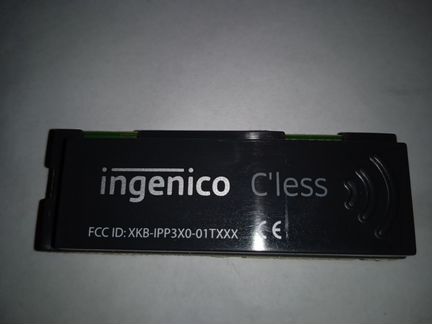 ingenico C'less
FCC ID: XKB-IPP3X0-01TXXX CE